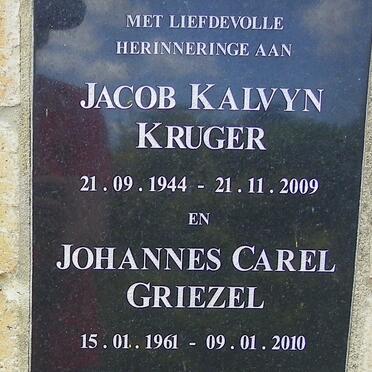 MET LIEFDEVOLLE
HERINNERINGE AAN
JACOB KALVYN
KRUGER
21.09.1944 - 21.11.2009
EN
JOHANNES CAREL
GRIEZEL
15.01.1961 - 09.01.2010